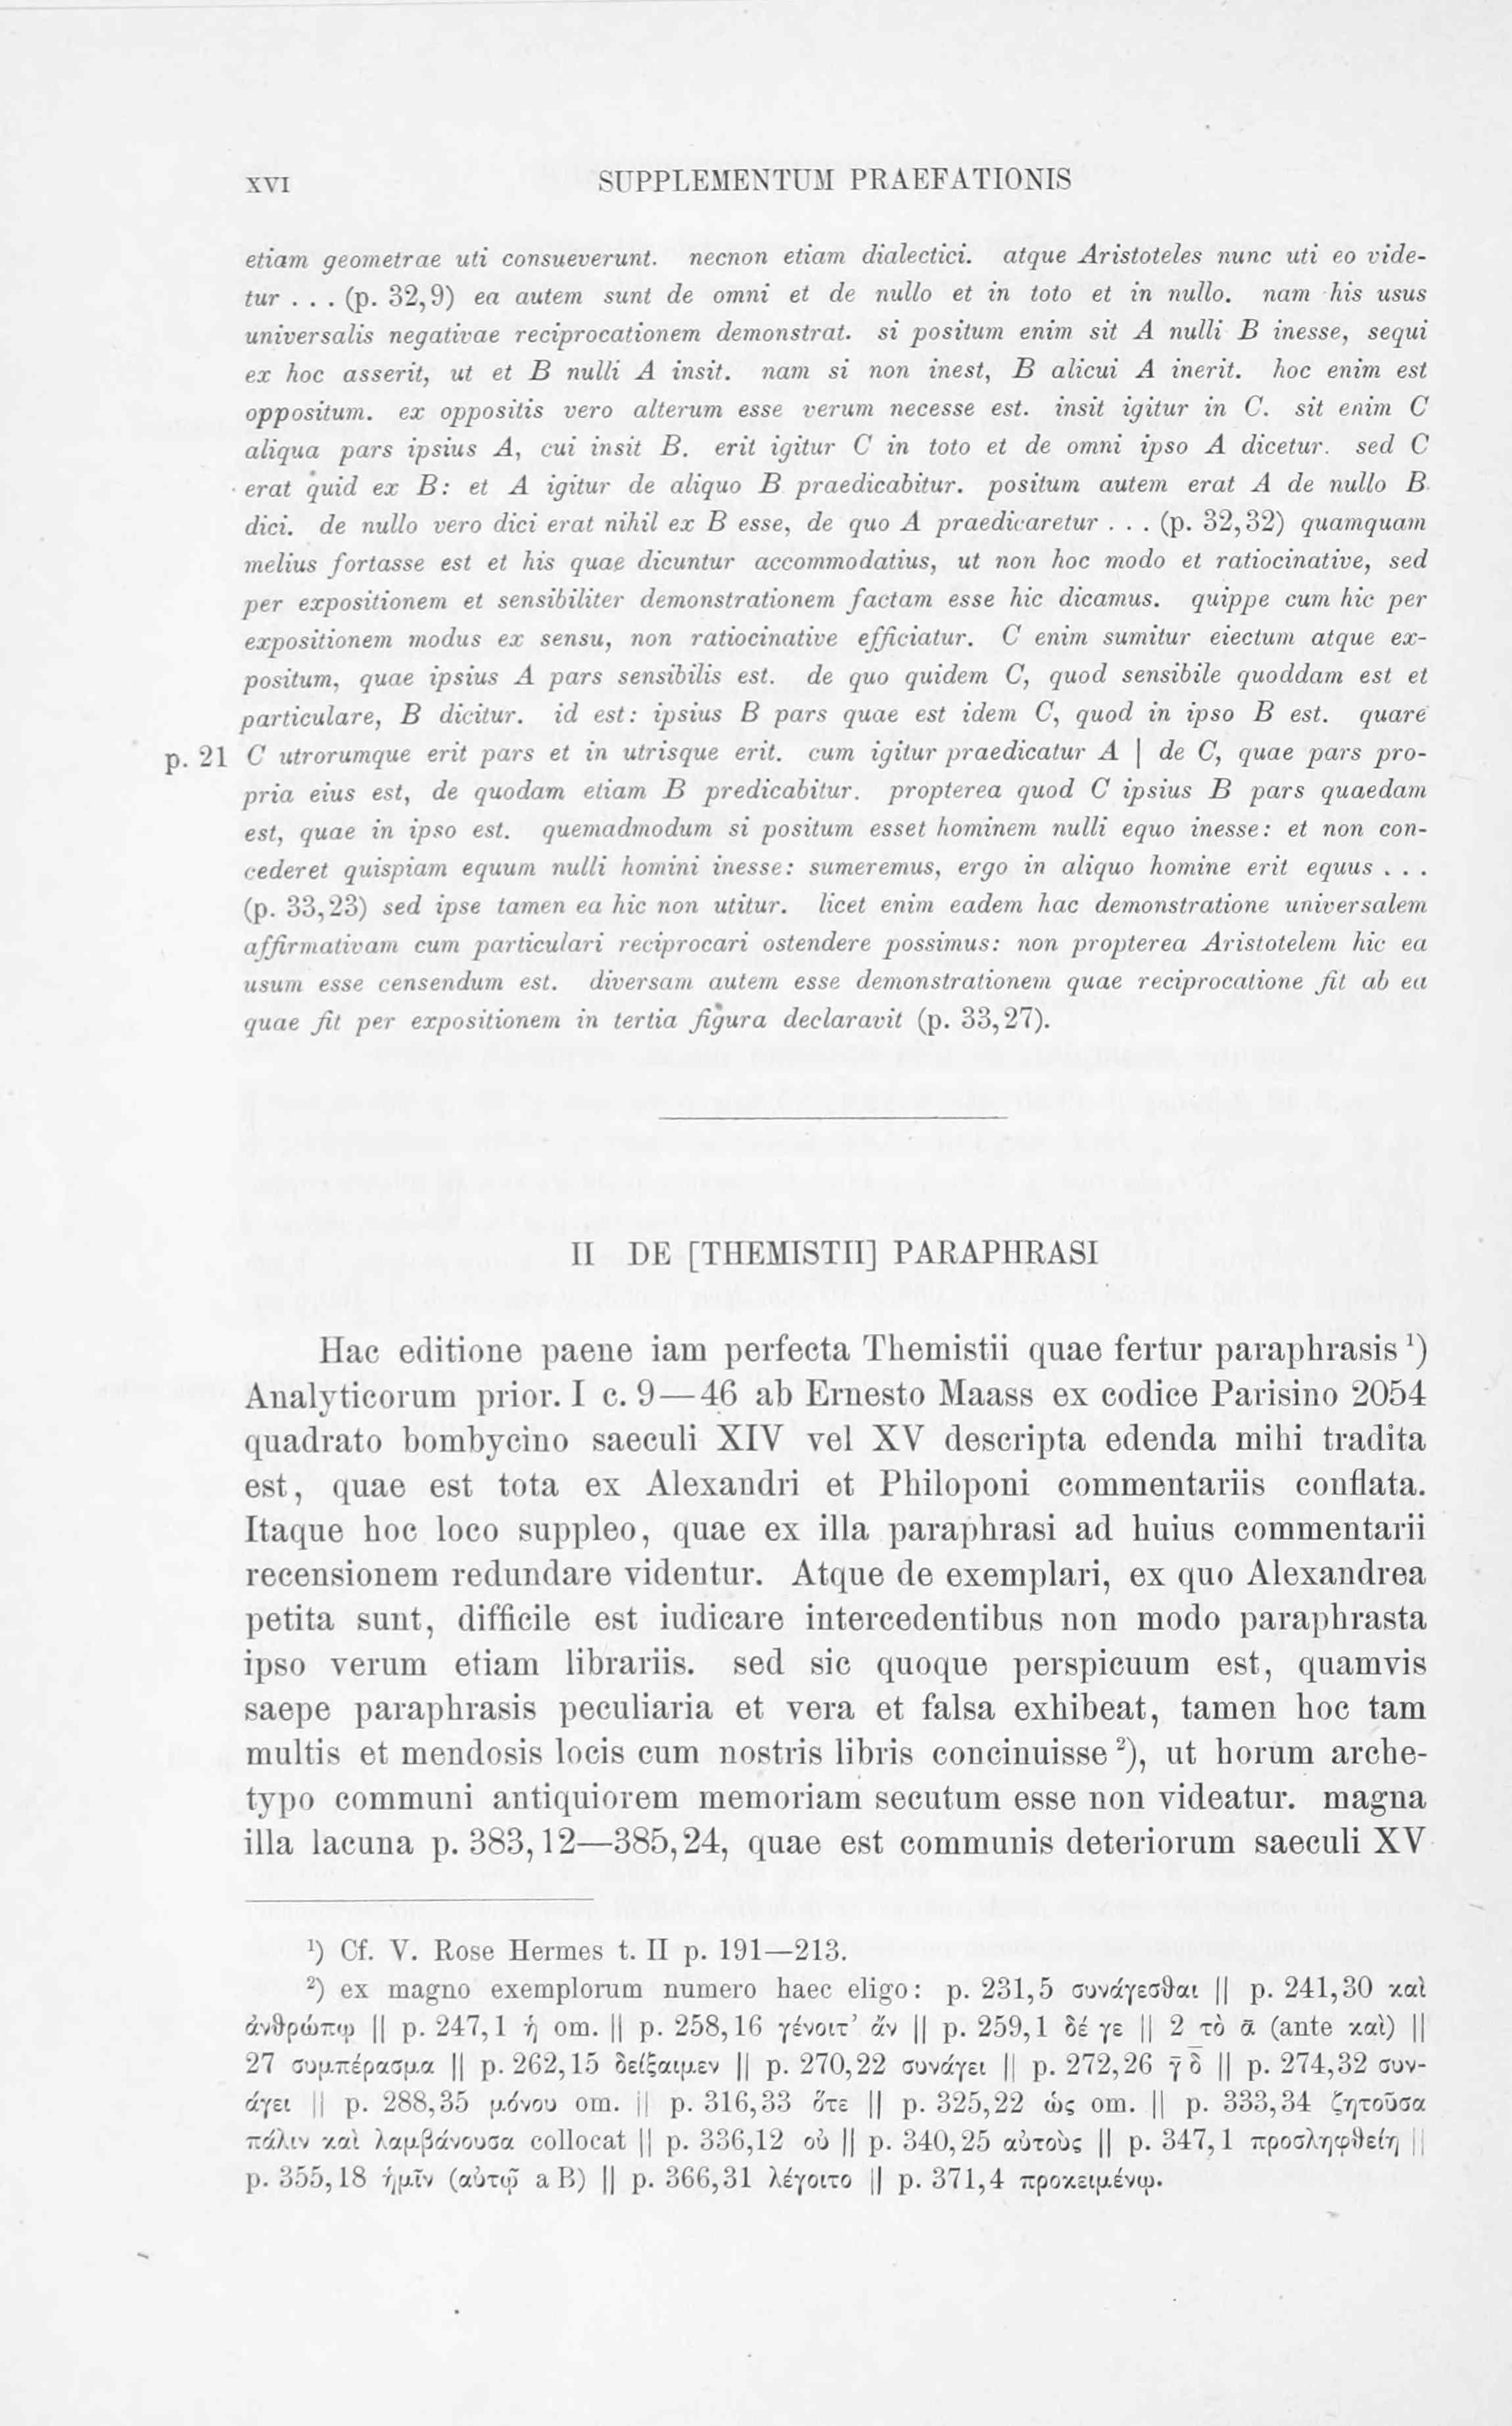 XVI SUPPLEMENTUM PRAEFATIONIS
etiam geometrae uti consueverunt. necnon etiam dialectici. atque Aristoteles nunc uti eo vide-
tur . . . (p. 32,9) ea autem sunt de omni et de nullo et in toto et in nullo. nam his usus
universalis negativae reciprocationem demonstrat. si positum enim sit A nulli B inesse, sequi
ex hoc asserit, ut et B nulli A insit. nam si non inest, B alicui A inerit. hoc enim est
oppositum. ex oppositis vero alterum esse verum necesse est. insit igitur in C. sit enim C
aliqua pars ipsius A, cui insit B. erit igitur C in toto et de omni ipso A dicetur. sed C
erat quid ex B: et A igitur de aliquo B praedicabitur. positum autem erat A de nullo B
dici. de nullo vero dici erat nihil ex B esse, de quo A praedicaretur . . . (p. 32,32) quamquam
melius fortasse est et his quae dicuntur accommodatius, ut non hoc modo et ratiocinative, sed
per expositionem et sensibiliter demonstrationem factam esse hic dicamus. quippe cum hic per
expositionem modus ex sensu, non ratiocinative efficiatur. C enim sumitur eiectum atque ex-
positum, quae ipsius A pars sensibilis est. de quo quidem C, quod sensibile quoddam est et
particulare, B dicitur. id est: ipsius B pars quae est idem C, quod in ipso B est. quare
p. 21 C utrorumque erit pars et in utrisque erit. cum igitur praedicatur A | de C, quae pars pro-
pria eius est, de quodam etiam B predicabitur. propterea quod C ipsius B pars quaedam
est, quae in ipso est. quemadmodum si positum esset hominem nulli equo inesse: et non con-
cederet quispiam equum nulli homini inesse: sumeremus, ergo in aliquo homine erit equus . . .
(p. 33,23) sed ipse tamen ea hic non utitur. licet enim eadem hac demonstratione universalem
affirmativam cum particulari reciprocari ostendere possimus: non propterea Aristotelem hic ea
usum esse censendum est. diversam autem esse demonstrationem quae reciprocatione fit ab ea
quae fit per expositionem in tertia figura declaravit (p. 33,27).
II DE [THEMISTII] PARAPHRASI
Hac editione paene iam perfecta Themistii quae fertur paraphrasis ¹)
Analyticorum prior. I c. 9—46 ab Ernesto Maass ex codice Parisino 2054
quadrato bombycino saeculi XIV vel XV descripta edenda mihi tradita
est, quae est tota ex Alexandri et Philoponi commentariis conflata.
Itaque hoc loco suppleo, quae ex illa paraphrasi ad huius commentarii
recensionem redundare videntur. Atque de exemplari, ex quo Alexandrea
petita sunt, difficile est iudicare intercedentibus non modo paraphrasta
ipso verum etiam librariis. sed sic quoque perspicuum est, quamvis
saepe paraphrasis peculiaria et vera et falsa exhibeat, tamen hoc tam
multis et mendosis locis cum nostris libris concinuisse ²), ut horum arche-
typo communi antiquiorem memoriam secutum esse non videatur. magna
illa lacuna p. 383,12—385,24, quae est communis deteriorum saeculi XV
¹) Cf. V. Rose Hermes t. II p. 191—213.
²) ex magno exemplorum numero haec eligo: p. 231,5 συνάγεσθαι || p. 241,30 καὶ
ἀνθρώπῳ || p. 247,1 ἡ om. || p. 258,16 γένοιτ’ ἄν || p. 259,1 δέ γε || 2 τὸ ᾱ (ante καὶ) ||
27 συμπέρασμα || p. 262,15 δείξαιμεν || p. 270,22 συνάγει || p. 272,26 γ̄ δ̄ || p. 274,32 συν-
άγει || p. 288,35 μόνου om. || p. 316,33 ὅτε || p. 325,22 ὡς om. || p. 333,34 ζητοῦσα
πάλιν καὶ λαμβάνουσα collocat || p. 336,12 οὐ || p. 340,25 αὐτοὺς || p. 347,1 προσληφθείη ||
p. 355,18 ἡμῖν (αὐτῷ a B) || p. 366,31 λέγοιτο || p. 371,4 προκειμένῳ.